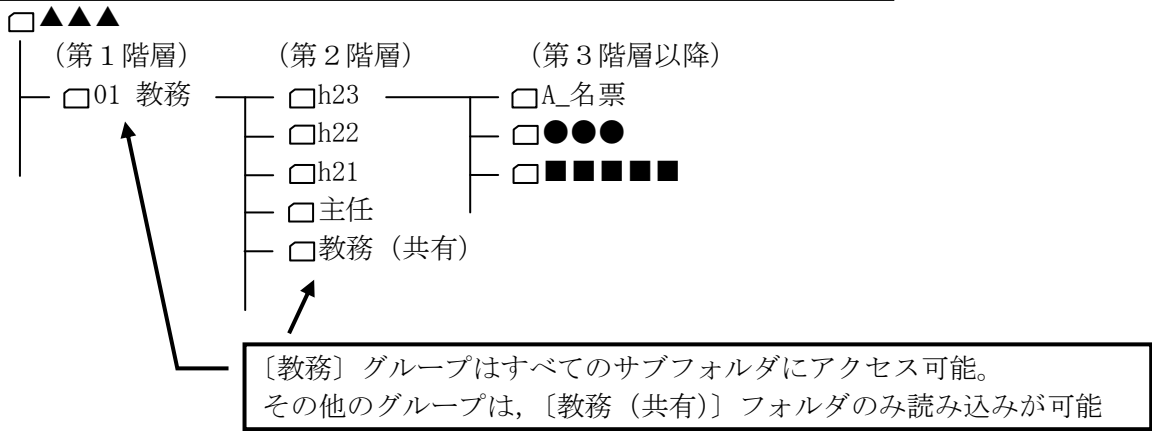 ▲▲▲
(第１階層) (第２階層) (第３階層以降)
01 教務 h23 A_名票
h22 ●●●
h21 ■■■■■
主任
教務（共有）
〔教務〕グループはすべてのサブフォルダにアクセス可能。
その他のグループは，〔教務（共有）〕フォルダのみ読み込みが可能